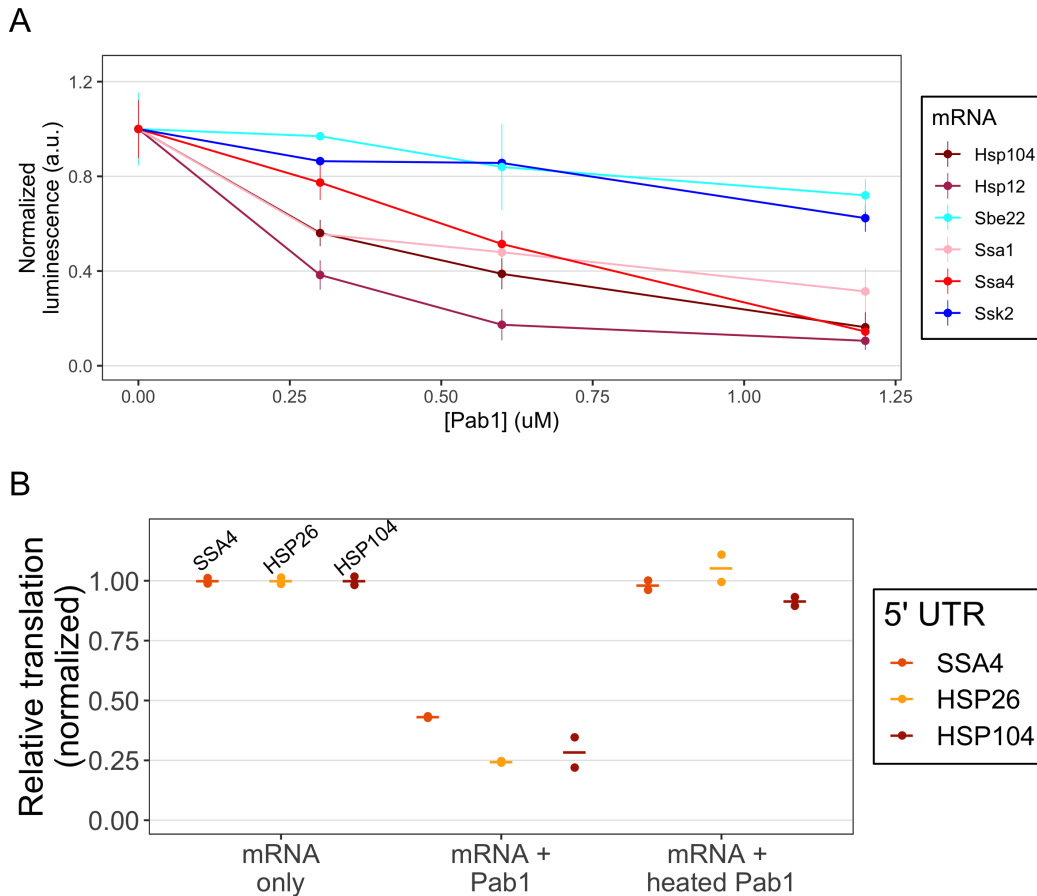 A
1.2
0.8
0.4
0.0
Normalized
luminescence (a.u.)
0.00
0.25
0.50
0.75
1.00
1.25
[Pab1] (uM)
mRNA
Hsp104
Hsp12
Sbe22
Ssa1
Ssa4
Ssk2
B
SSA4
HSP26
HSP104
1.00
0.75
0.50
0.25
0.00
Relative translation
(normalized)
mRNA
only
mRNA +
Pab1
mRNA +
heated Pab1
5' UTR
SSA4
HSP26
HSP104